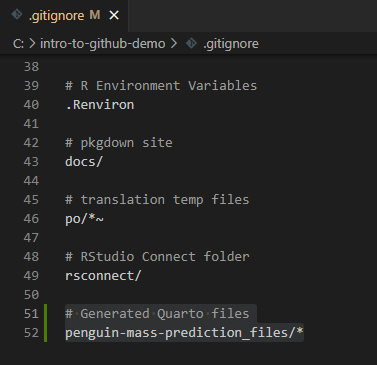 .gitignore M
C: > intro-to-github-demo > .gitignore
38
39 # R Environment Variables
40 .Renviron
41
42 # pkgdown site
43 docs/
44
45 # translation temp files
46 po/*~
47
48 # RStudio Connect folder
49 rsconnect/
50
51 # Generated Quarto files
52 penguin-mass-prediction_files/*